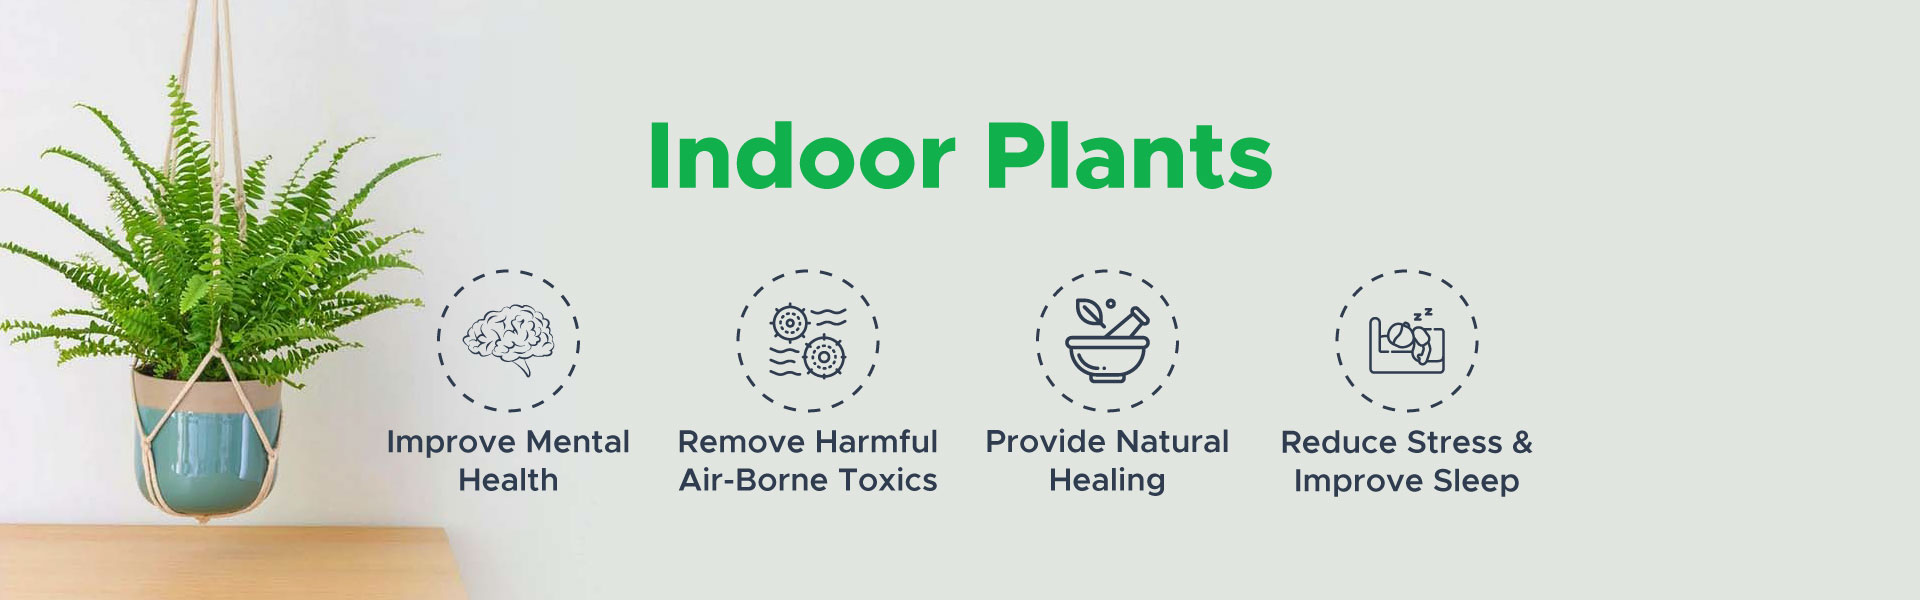 Indoor Plants
Improve Mental
Health
Remove Harmful
Air-Borne Toxics
Provide Natural
Healing
Reduce Stress &
Improve Sleep